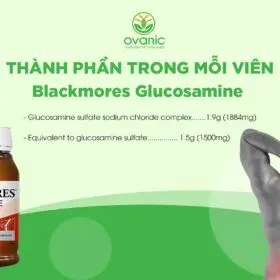 ovanic
THÀNH PHẦN TRONG MỖI VIÊN
Blackmores Glucosamine
- Glucosamine sulfate sodium chloride complex.......1.9g (1884mg)
- Equivalent to glucosamine sulfate................ 1.5g (1500mg)